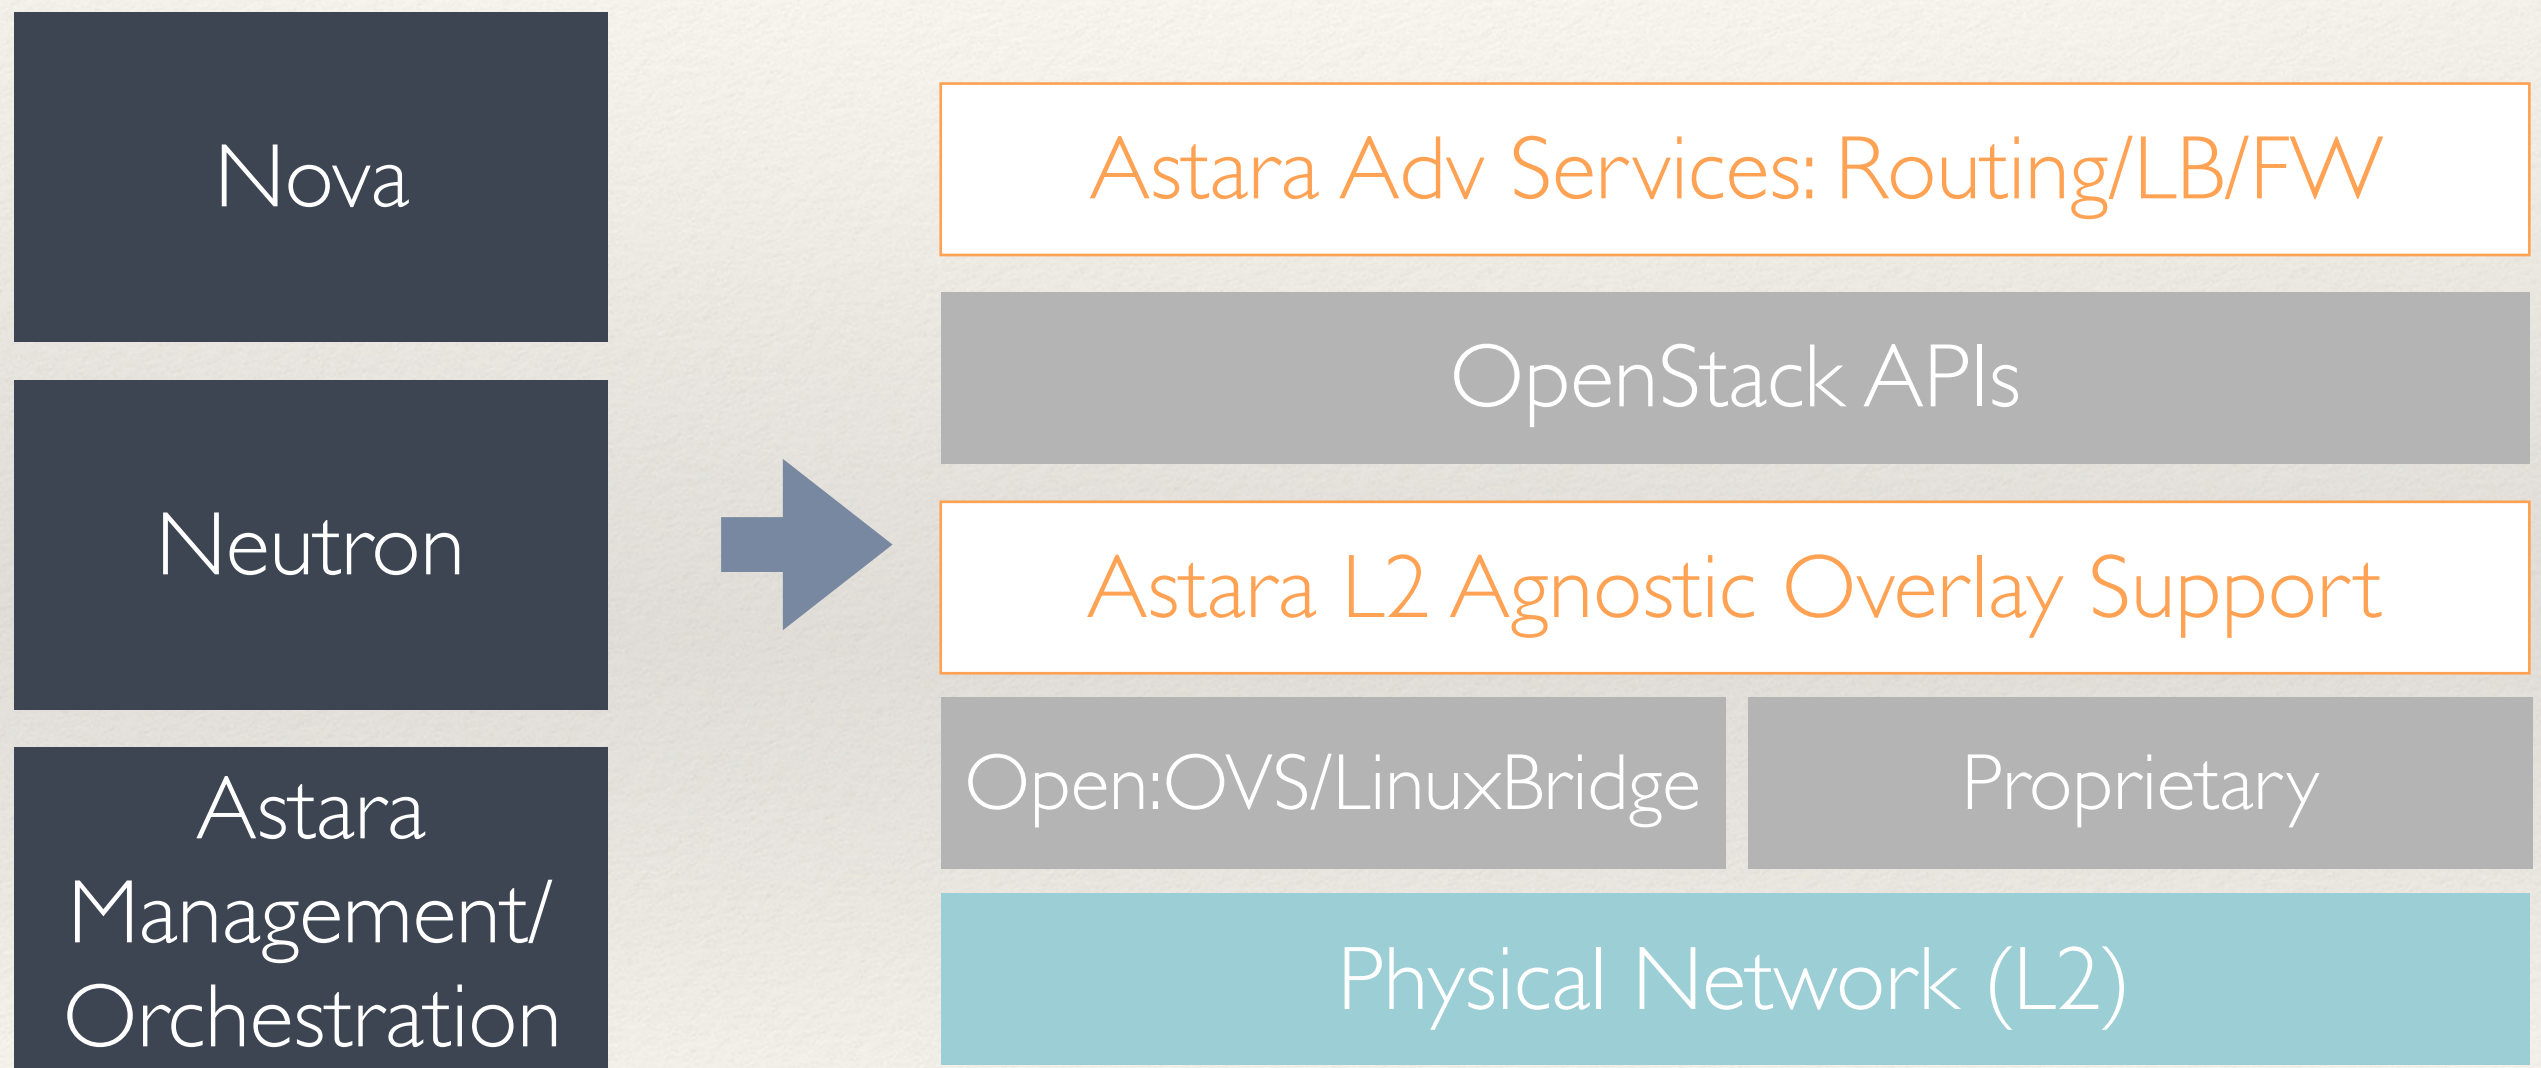 Nova
Neutron
Astara
Management/
Orchestration
Astara Adv Services: Routing/LB/FW
OpenStack APIs
Astara L2 Agnostic Overlay Support
Open:OVS/LinuxBridge
Proprietary
Physical Network (L2)